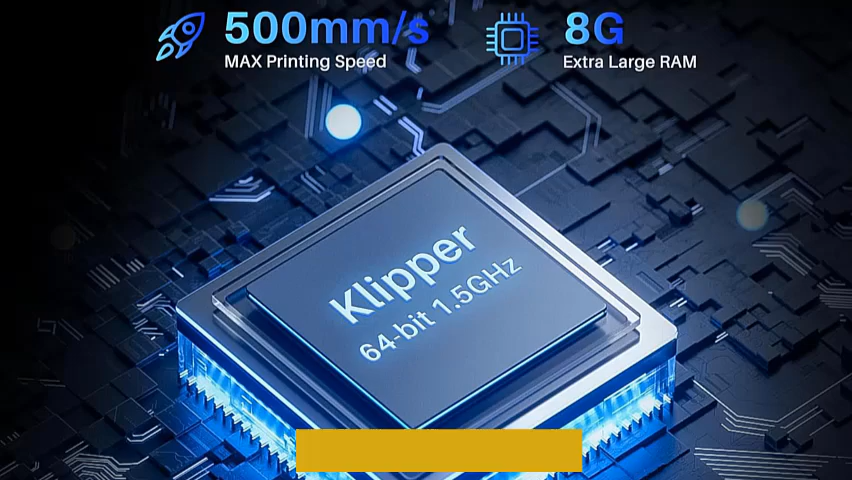 500mm/s
MAX Printing Speed
8G
Extra Large RAM
Klipper
64-bit 1.5GHz